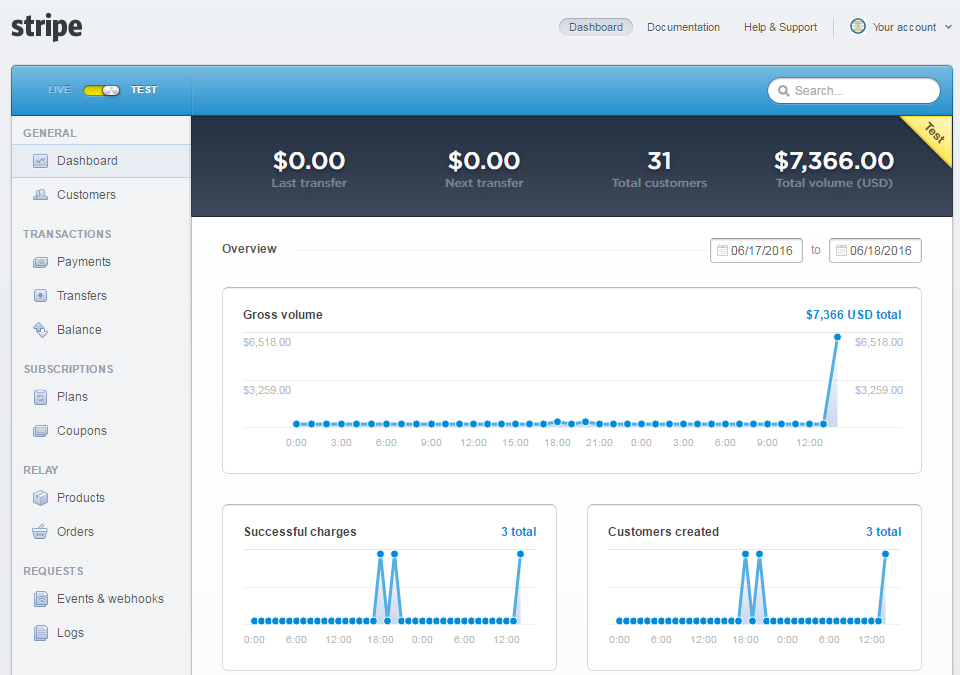 stripe
Dashboard Documentation Help & Support Your account
LIVE TEST Search...
Test
GENERAL
Dashboard
Customers
TRANSACTIONS
Payments
Transfers
Balance
SUBSCRIPTIONS
Plans
Coupons
RELAY
Products
Orders
REQUESTS
Events & webhooks
Logs
$0.00 $0.00 31 $7,366.00
Last transfer Next transfer Total customers Total volume (USD)
Overview 06/17/2016 to 06/18/2016
Gross volume $7,366 USD total
$6,518.00 $6,518.00
$3,259.00 $3,259.00
0:00 3:00 6:00 9:00 12:00 15:00 18:00 21:00 0:00 3:00 6:00 9:00 12:00
Successful charges 3 total
0:00 6:00 12:00 18:00 0:00 6:00 12:00
Customers created 3 total
0:00 6:00 12:00 18:00 0:00 6:00 12:00